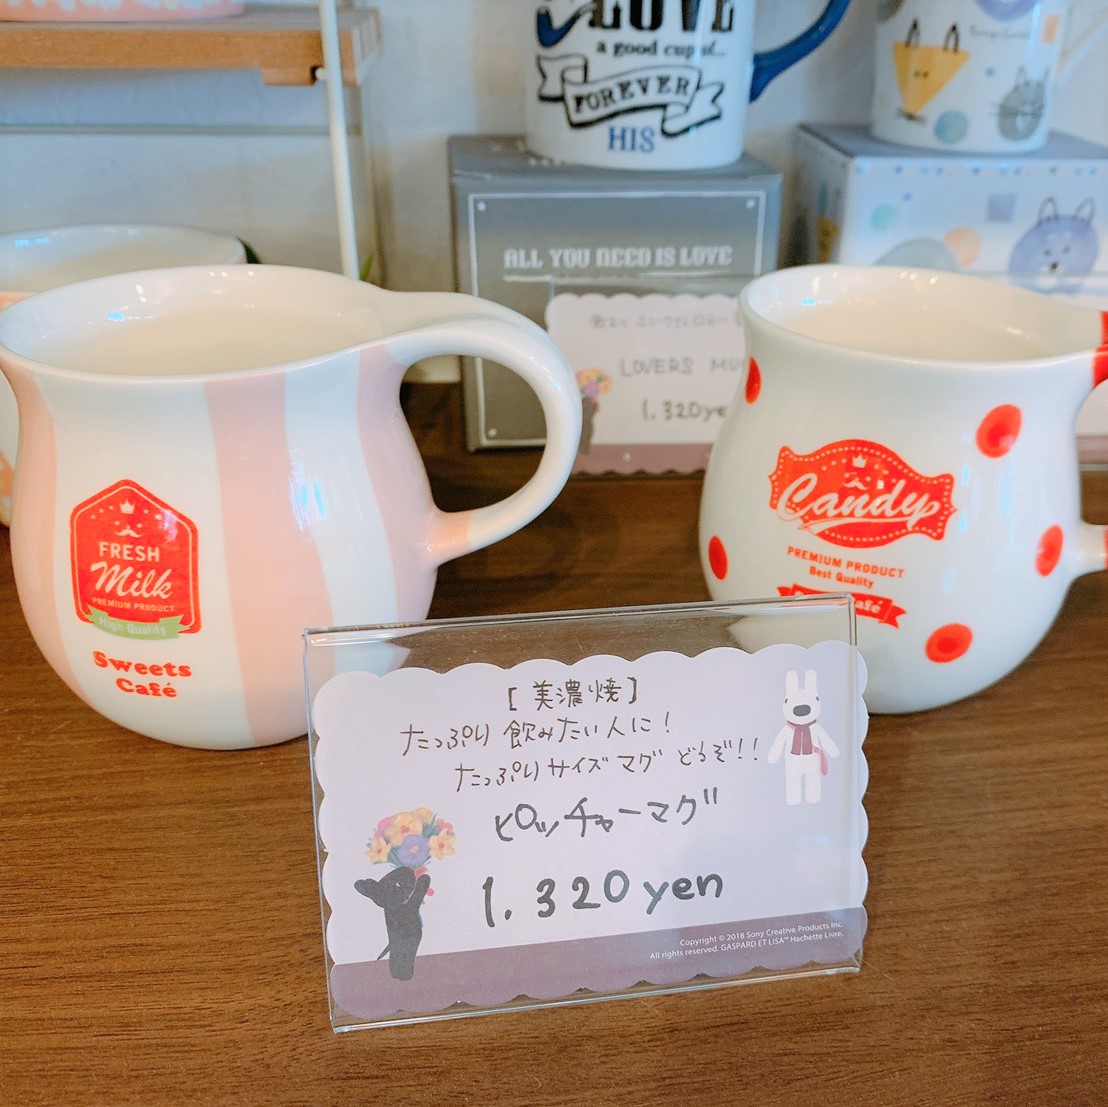 LOVE
a good cup of...
FOREVER
HIS
ALL YOU NEED IS LOVE
LOVERS MU
1.320ye
FRESH
Milk
PREMIUM PRODUCT
High Quality
Sweets
Café
Candy
PREMIUM PRODUCT
Best Quality
Café
[美濃焼]
たっぷり飲みたい人に!
たっぷりサイズマグどうぞ!!
ピッチャーマグ
1.320yen
Copyright © 2018 Sony Creative Products Inc.
All rights reserved. GASPARD ET LISA™ Hachette Livre.